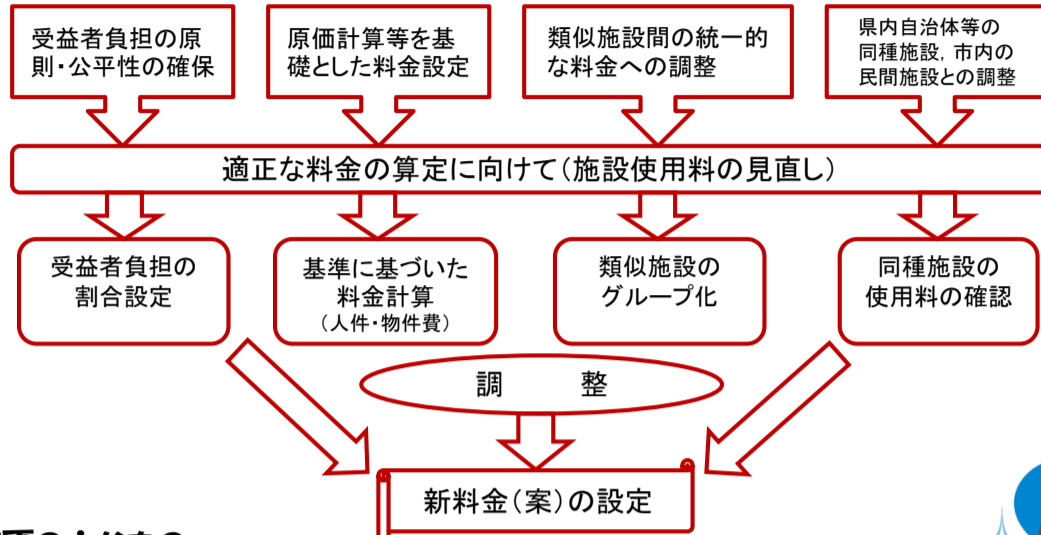 受益者負担の原
則・公平性の確保
原価計算等を基
礎とした料金設定
類似施設間の統一的
な料金への調整
県内自治体等の
同種施設，市内の
民間施設との調整
適正な料金の算定に向けて（施設使用料の見直し）
受益者負担の
割合設定
基準に基づいた
料金計算
（人件・物件費）
類似施設の
グループ化
同種施設の
使用料の確認
調　　整
新料金（案）の設定